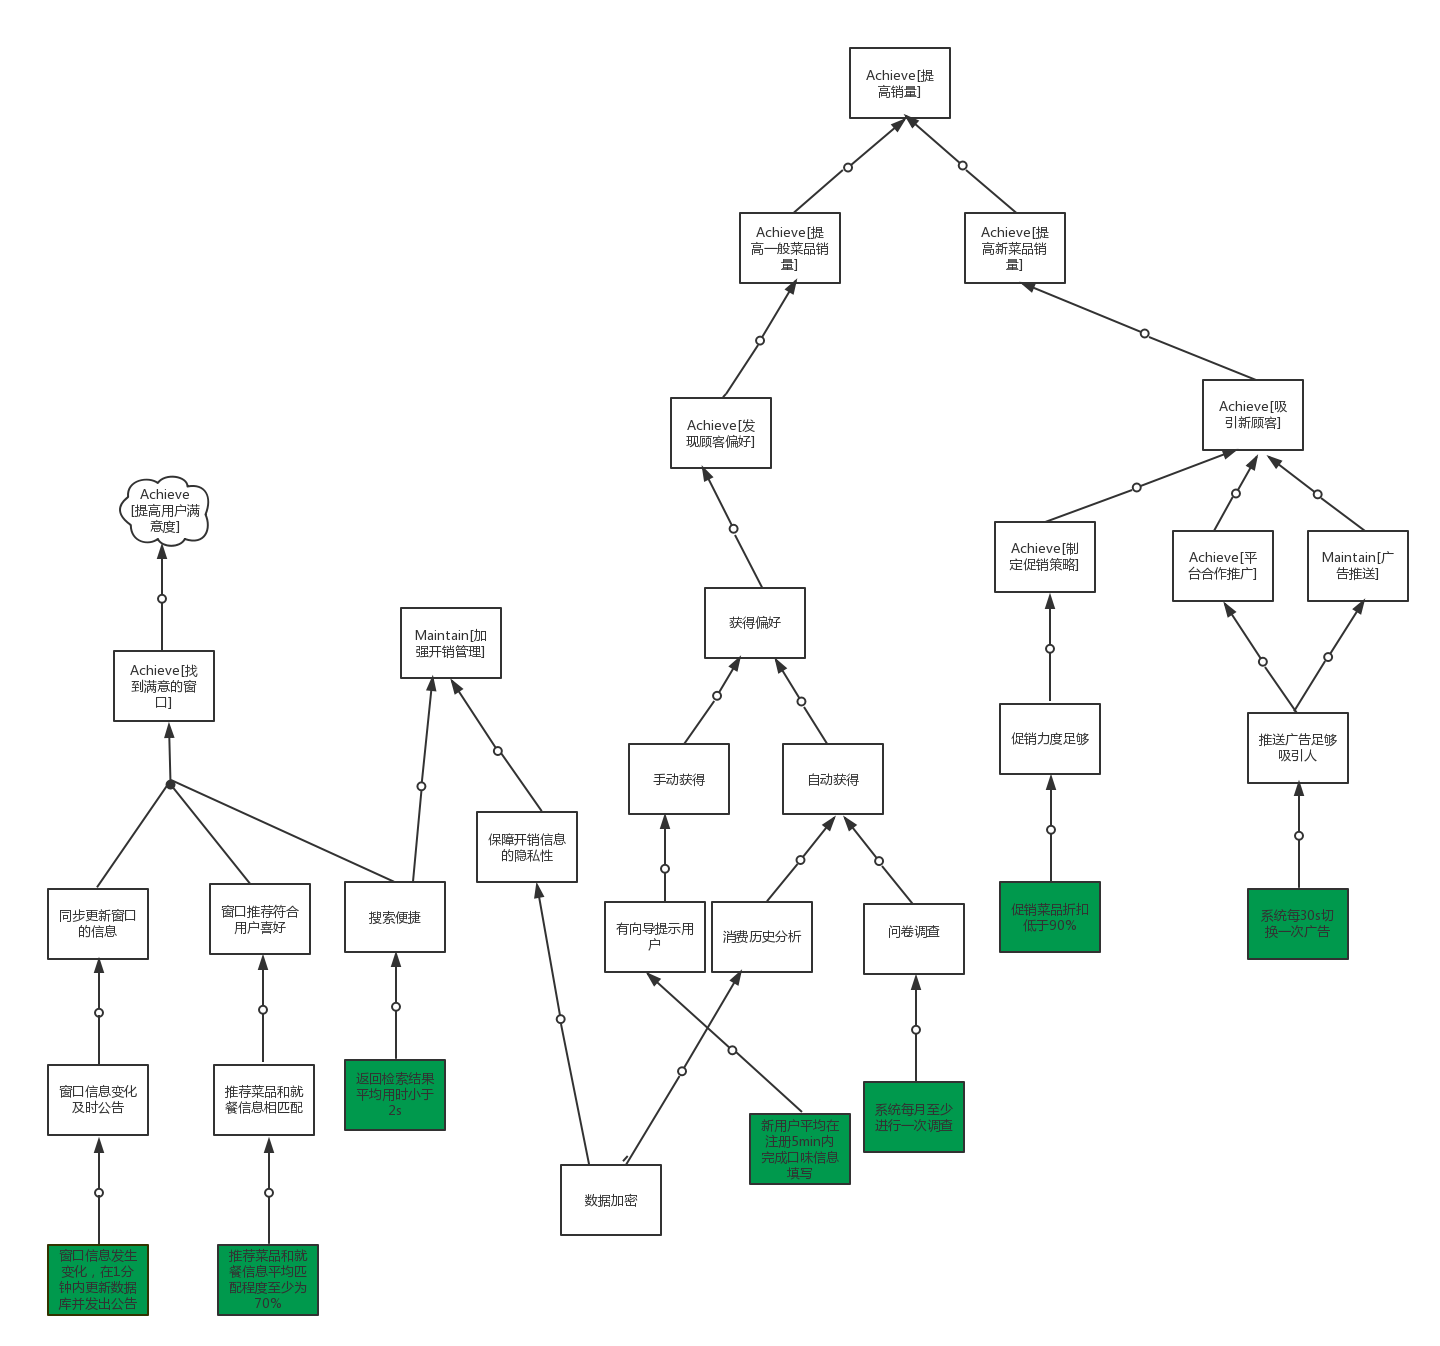 Achieve[提
高销量]
Achieve[提
高一般菜品销
量]
Achieve[提
高新菜品销
量]
Achieve[发
现顾客偏好]
Achieve[吸
引新顾客]
Achieve
[提高用户满
意度]
Achieve[制
定促销策略]
Achieve[平
台合作推广]
Maintain[广
告推送]
Achieve[找
到满意的窗
口]
Maintain[加
强开销管理]
获得偏好
手动获得
自动获得
促销力度足够
推送广告足够
吸引人
保障开销信息
的隐私性
同步更新窗口
的信息
窗口推荐符合
用户喜好
搜索便捷
有向导提示用
户
消费历史分析
问卷调查
促销菜品折扣
低于90%
系统每30s切
换一次广告
窗口信息变化
及时公告
推荐菜品和就
餐信息相匹配
返回检索结果
平均用时小于
2s
新用户平均在
注册5min内
完成口味信息
填写
系统每月至少
进行一次调查
数据加密
窗口信息发生
变化，在1分
钟内更新数据
库并发出公告
推荐菜品和就
餐信息平均匹
配程度至少为
70%